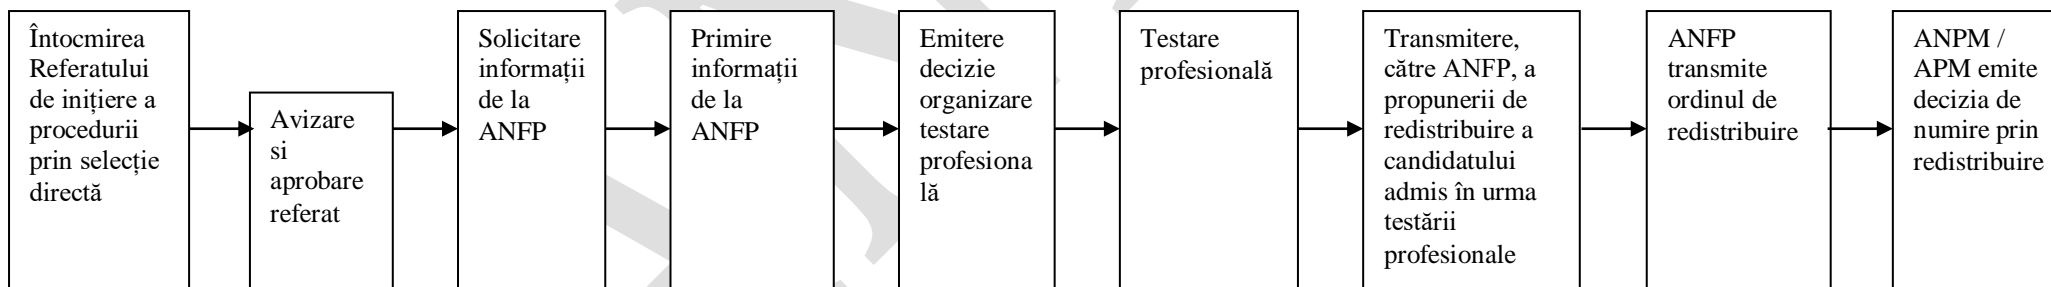 Întocmirea
Referatului
de inițiere a
procedurii
prin selecție
directă
Avizare
si
aprobare
referat
Solicitare
informații
de la
ANFP
Primire
informații
de la
ANFP
Emitere
decizie
organizare
testare
profesiona
lă
Testare
profesională
Transmitere,
către ANFP, a
propunerii de
redistribuire a
candidatului
admis în urma
testării
profesionale
ANFP
transmite
ordinul de
redistribuire
ANPM /
APM emite
decizia de
numire prin
redistribuire